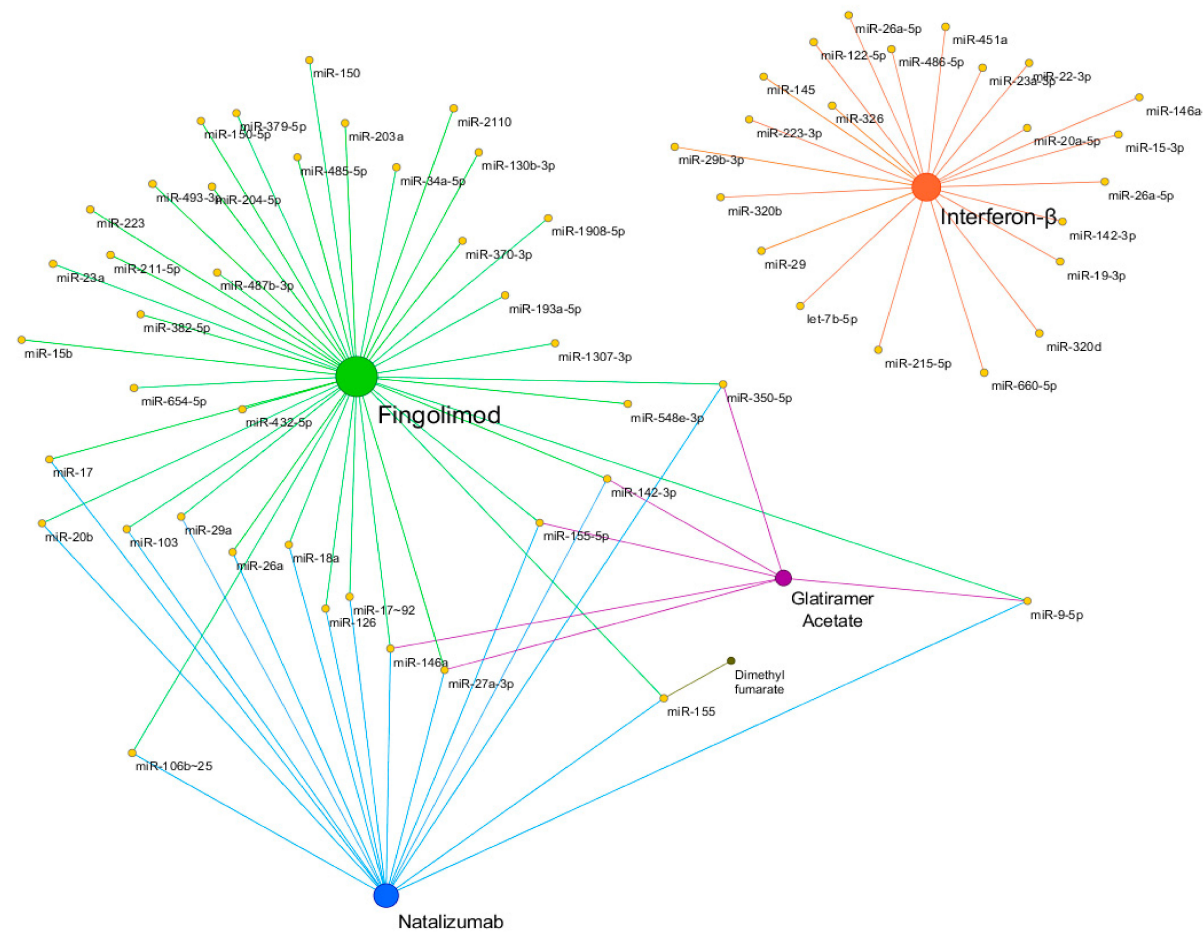 miR-26a-5p
miR-451a
miR-122-5p
miR-486-5p
miR-22-3p
miR-23a-3p
miR-150
miR-145
miR-146a
miR-326
miR-2110
miR-379-5p
miR-150-5p
miR-203a
miR-223-3p
miR-20a-5p
miR-15-3p
miR-29b-3p
miR-130b-3p
miR-485-5p
miR-34a-5p
miR-493-3p
miR-204-5p
miR-26a-5p
miR-320b
Interferon-β
miR-223
miR-1908-5p
miR-142-3p
miR-370-3p
miR-29
miR-19-3p
miR-211-5p
miR-23a
miR-487b-3p
miR-193a-5p
let-7b-5p
miR-382-5p
miR-320d
miR-15b
miR-1307-3p
miR-215-5p
miR-660-5p
miR-654-5p
miR-350-5p
Fingolimod
miR-432-5p
miR-548e-3p
miR-17
miR-142-3p
miR-20b
miR-103
miR-29a
miR-155-5p
miR-26a
miR-18a
Glatiramer
Acetate
miR-17~92
miR-126
miR-9-5p
miR-146a
miR-27a-3p
Dimethyl
fumarate
miR-155
miR-106b~25
Natalizumab